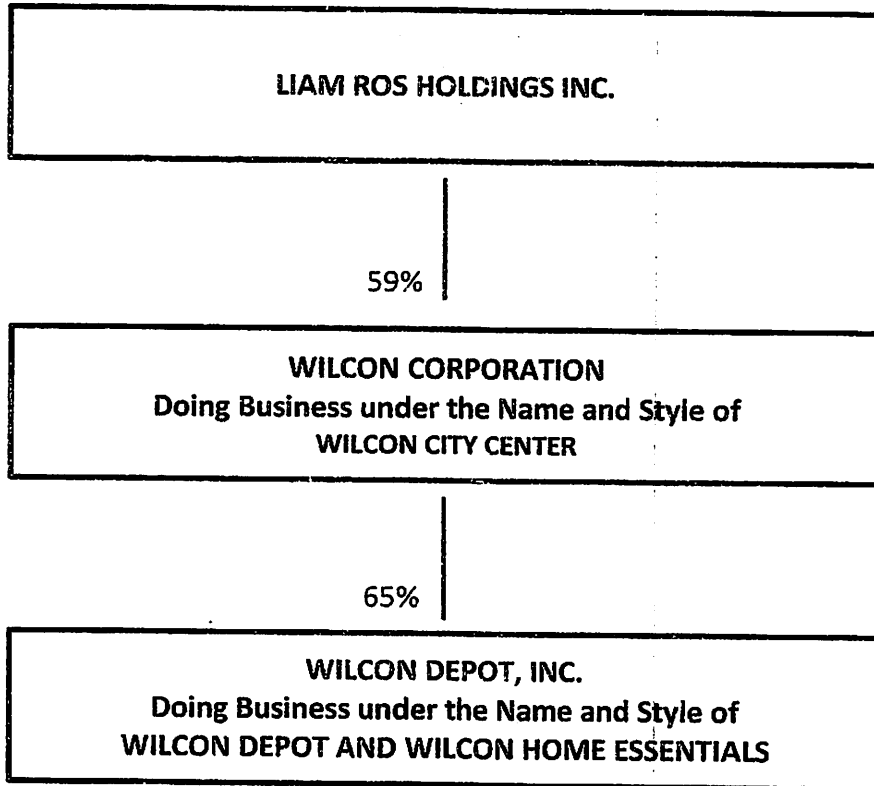 LIAM ROS HOLDINGS INC.
59%
WILCON CORPORATION
Doing Business under the Name and Style of
WILCON CITY CENTER
65%
WILCON DEPOT, INC.
Doing Business under the Name and Style of
WILCON DEPOT AND WILCON HOME ESSENTIALS